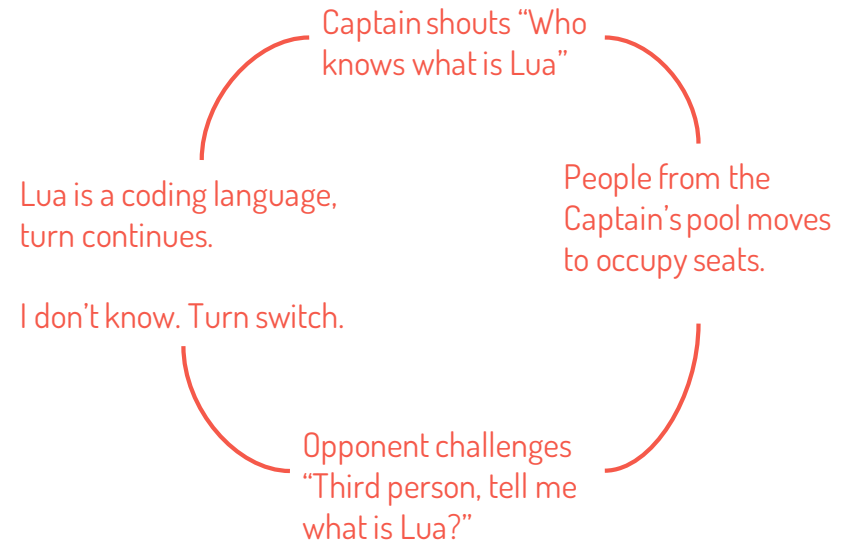 Captain shouts “Who
knows what is Lua”
People from the
Captain’s pool moves
to occupy seats.
Opponent challenges
“Third person, tell me
what is Lua?”
Lua is a coding language,
turn continues.
I don’t know. Turn switch.